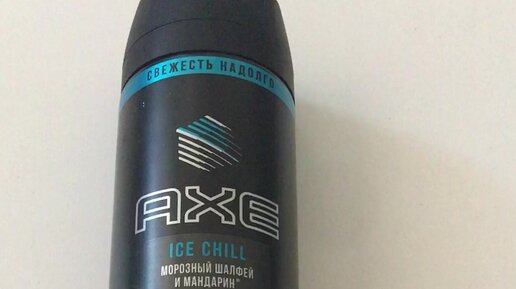 СВЕЖЕСТЬ НАДОЛГО
AXE
ICE CHILL
МОРОЗНЫЙ ШАЛФЕЙ
И МАНДАРИН*